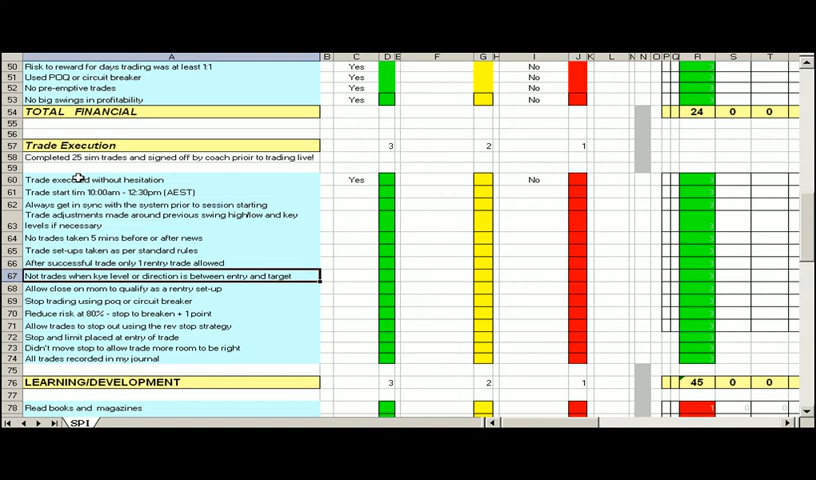 A B C D E F G H I J K L M N O P Q R S T
50 Risk to reward for days trading was at least 1:1 Yes No
51 Used POQ or circuit breaker Yes No
52 No pre-emptive trades Yes No
53 No big swings in profitability Yes No
54 TOTAL FINANCIAL 24 0 0
55
56
57 Trade Execution 3 2 1
58 Completed 25 sim trades and signed off by coach prioir to trading live!
59
60 Trade executed without hesitation Yes No
61 Trade start tim 10:00am - 12:30pm (AEST)
62 Always get in sync with the system prior to session starting
Trade adjustments made around previous swing high/low and key
63 levels if necessary
64 No trades taken 5 mins before or after news
65 Trade set-ups taken as per standard rules
66 After successful trade only 1 rentry trade allowed
67 Not trades when kye level or direction is between entry and target
68 Allow close on mom to qualify as a rentry set-up
69 Stop trading using poq or circuit breaker
70 Reduce risk at 80% - stop to breaken + 1 point
71 Allow trades to stop out using the rev stop strategy
72 Stop and limit placed at entry of trade
73 Didn't move stop to allow trade more room to be right
74 All trades recorded in my journal
75
76 LEARNING/DEVELOPMENT 3 2 1 45 0 0
77
78 Read books and magazines 1
SPI